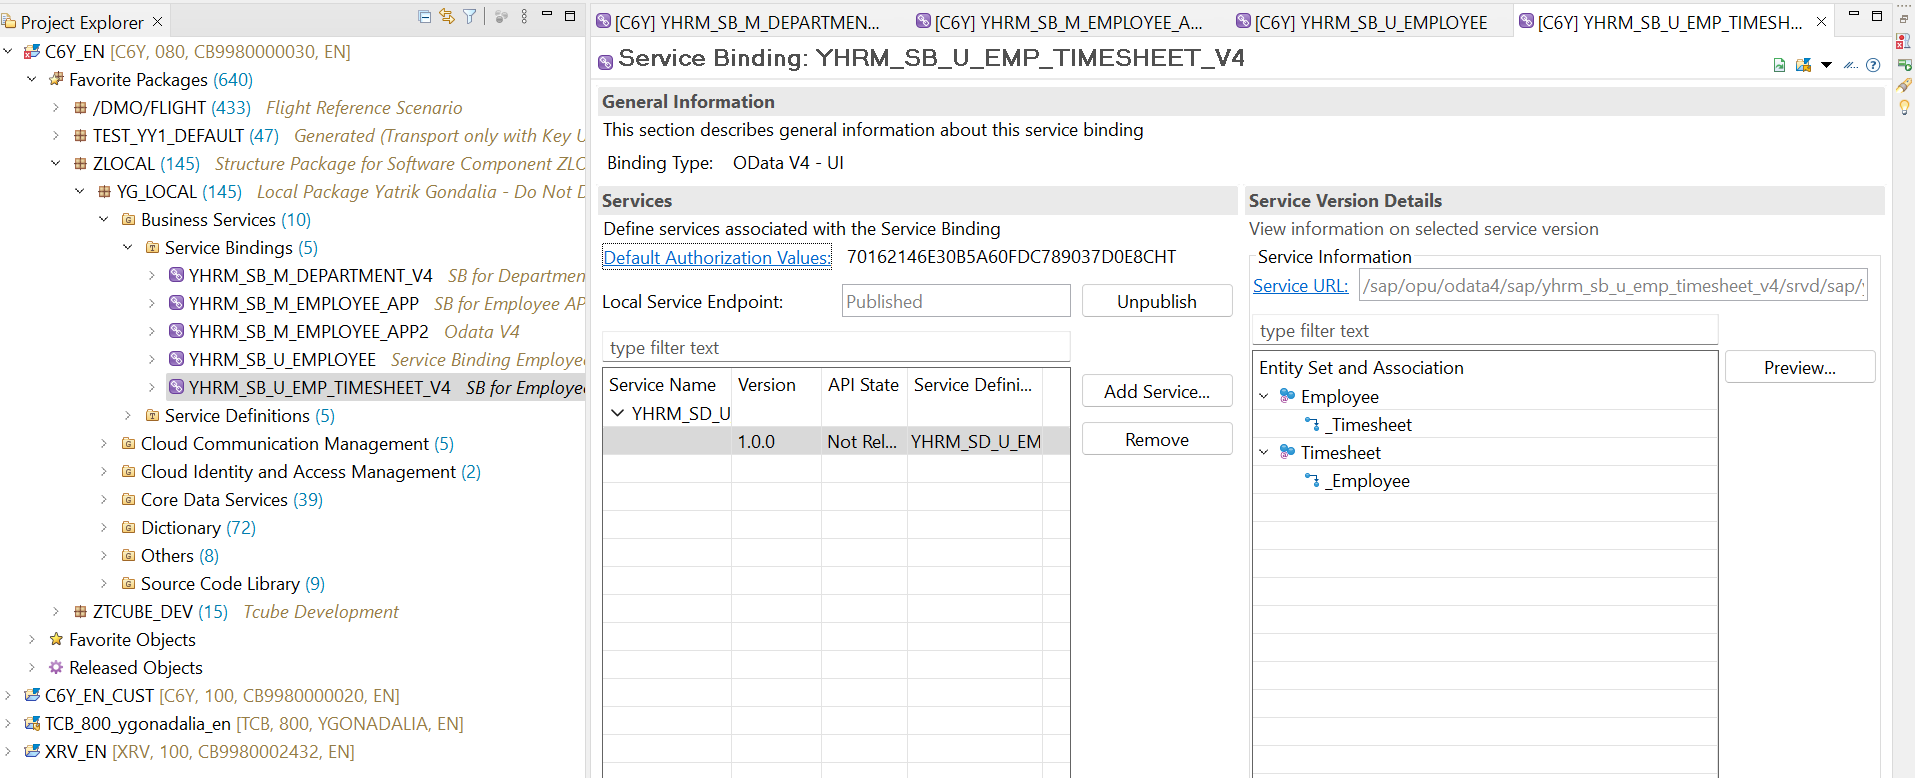 Project Explorer
C6Y_EN [C6Y, 080, CB9980000030, EN]
Favorite Packages (640)
/DMO/FLIGHT (433) Flight Reference Scenario
TEST_YY1_DEFAULT (47) Generated (Transport only with Key U
ZLOCAL (145) Structure Package for Software Component ZLO
YG_LOCAL (145) Local Package Yatrik Gondalia - Do Not D
Business Services (10)
Service Bindings (5)
YHRM_SB_M_DEPARTMENT_V4 SB for Departmen
YHRM_SB_M_EMPLOYEE_APP SB for Employee AP
YHRM_SB_M_EMPLOYEE_APP2 Odata V4
YHRM_SB_U_EMPLOYEE Service Binding Employe
YHRM_SB_U_EMP_TIMESHEET_V4 SB for Employe
Service Definitions (5)
Cloud Communication Management (5)
Cloud Identity and Access Management (2)
Core Data Services (39)
Dictionary (72)
Others (8)
Source Code Library (9)
ZTCUBE_DEV (15) Tcube Development
Favorite Objects
Released Objects
C6Y_EN_CUST [C6Y, 100, CB9980000020, EN]
TCB_800_ygonadalia_en [TCB, 800, YGONADALIA, EN]
XRV_EN [XRV, 100, CB9980002432, EN]
[C6Y] YHRM_SB_M_DEPARTMEN... [C6Y] YHRM_SB_M_EMPLOYEE_A... [C6Y] YHRM_SB_U_EMPLOYEE [C6Y] YHRM_SB_U_EMP_TIMESH...
Service Binding: YHRM_SB_U_EMP_TIMESHEET_V4
General Information
This section describes general information about this service binding
Binding Type: OData V4 - UI
Services
Define services associated with the Service Binding
Default Authorization Values: 70162146E30B5A60FDC789037D0E8CHT
Local Service Endpoint: Published Unpublish
type filter text
Service Name Version API State Service Defini...
YHRM_SD_U
1.0.0 Not Rel... YHRM_SD_U_EM
Add Service...
Remove
Service Version Details
View information on selected service version
Service Information
Service URL: /sap/opu/odata4/sap/yhrm_sb_u_emp_timesheet_v4/srvd/sap/
type filter text
Entity Set and Association
Employee
_Timesheet
Timesheet
_Employee
Preview...